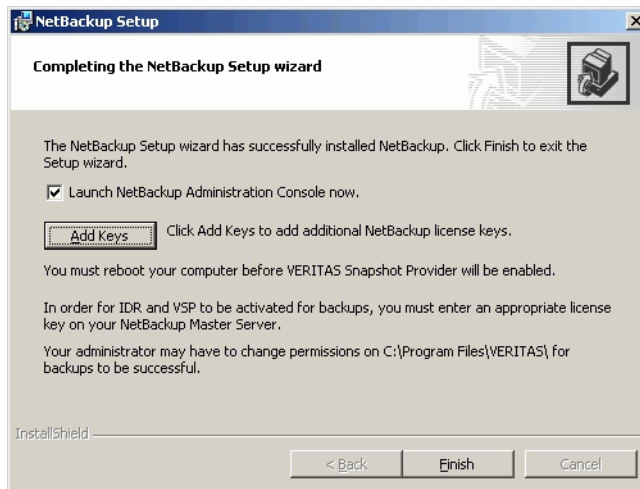 NetBackup Setup
Completing the NetBackup Setup wizard
The NetBackup Setup wizard has successfully installed NetBackup. Click Finish to exit the
Setup wizard.
Launch NetBackup Administration Console now.
Add Keys
Click Add Keys to add additional NetBackup license keys.
You must reboot your computer before VERITAS Snapshot Provider will be enabled.
In order for IDR and VSP to be activated for backups, you must enter an appropriate license
key on your NetBackup Master Server.
Your administrator may have to change permissions on C:\Program Files\VERITAS\ for
backups to be successful.
InstallShield
< Back
Finish
Cancel